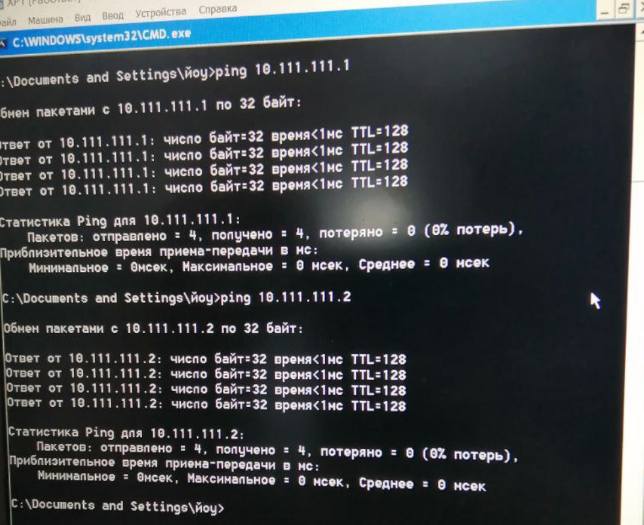 XP1 (Работает)
Файл Машина Вид Ввод Устройства Справка
C:\WINDOWS\system32\CMD.exe
:\Documents and Settings\йоу>ping 10.111.111.1
Обмен пакетами с 10.111.111.1 по 32 байт:
Ответ от 10.111.111.1: число байт=32 время<1мс TTL=128
Ответ от 10.111.111.1: число байт=32 время<1мс TTL=128
Ответ от 10.111.111.1: число байт=32 время<1мс TTL=128
Ответ от 10.111.111.1: число байт=32 время<1мс TTL=128
Статистика Ping для 10.111.111.1:
Пакетов: отправлено = 4, получено = 4, потеряно = 0 (0% потерь),
Приблизительное время приема-передачи в мс:
Минимальное = 0мсек, Максимальное = 0 мсек, Среднее = 0 мсек
C:\Documents and Settings\йоу>ping 10.111.111.2
Обмен пакетами с 10.111.111.2 по 32 байт:
Ответ от 10.111.111.2: число байт=32 время<1мс TTL=128
Ответ от 10.111.111.2: число байт=32 время<1мс TTL=128
Ответ от 10.111.111.2: число байт=32 время<1мс TTL=128
Ответ от 10.111.111.2: число байт=32 время<1мс TTL=128
Статистика Ping для 10.111.111.2:
Пакетов: отправлено = 4, получено = 4, потеряно = 0 (0% потерь),
Приблизительное время приема-передачи в мс:
Минимальное = 0мсек, Максимальное = 0 мсек, Среднее = 0 мсек
C:\Documents and Settings\йоу>